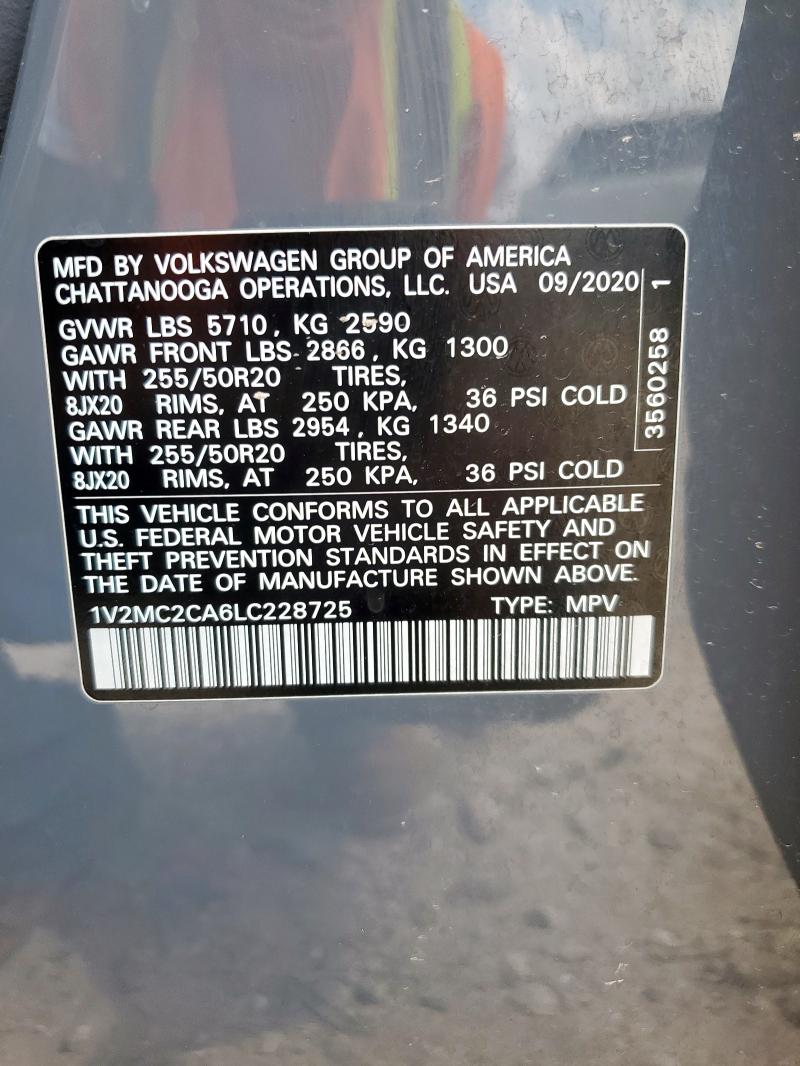 MFD BY VOLKSWAGEN GROUP OF AMERICA
CHATTANOOGA OPERATIONS, LLC. USA 09/2020
GVWR LBS 5710, KG 2590
GAWR FRONT LBS 2866, KG 1300
WITH 255/50R20 TIRES,
8JX20 RIMS, AT 250 KPA, 36 PSI COLD
GAWR REAR LBS 2954, KG 1340
WITH 255/50R20 TIRES,
8JX20 RIMS, AT 250 KPA, 36 PSI COLD
3560258 1
THIS VEHICLE CONFORMS TO ALL APPLICABLE
U.S. FEDERAL MOTOR VEHICLE SAFETY AND
THEFT PREVENTION STANDARDS IN EFFECT ON
THE DATE OF MANUFACTURE SHOWN ABOVE.
1V2MC2CA6LC228725 TYPE: MPV